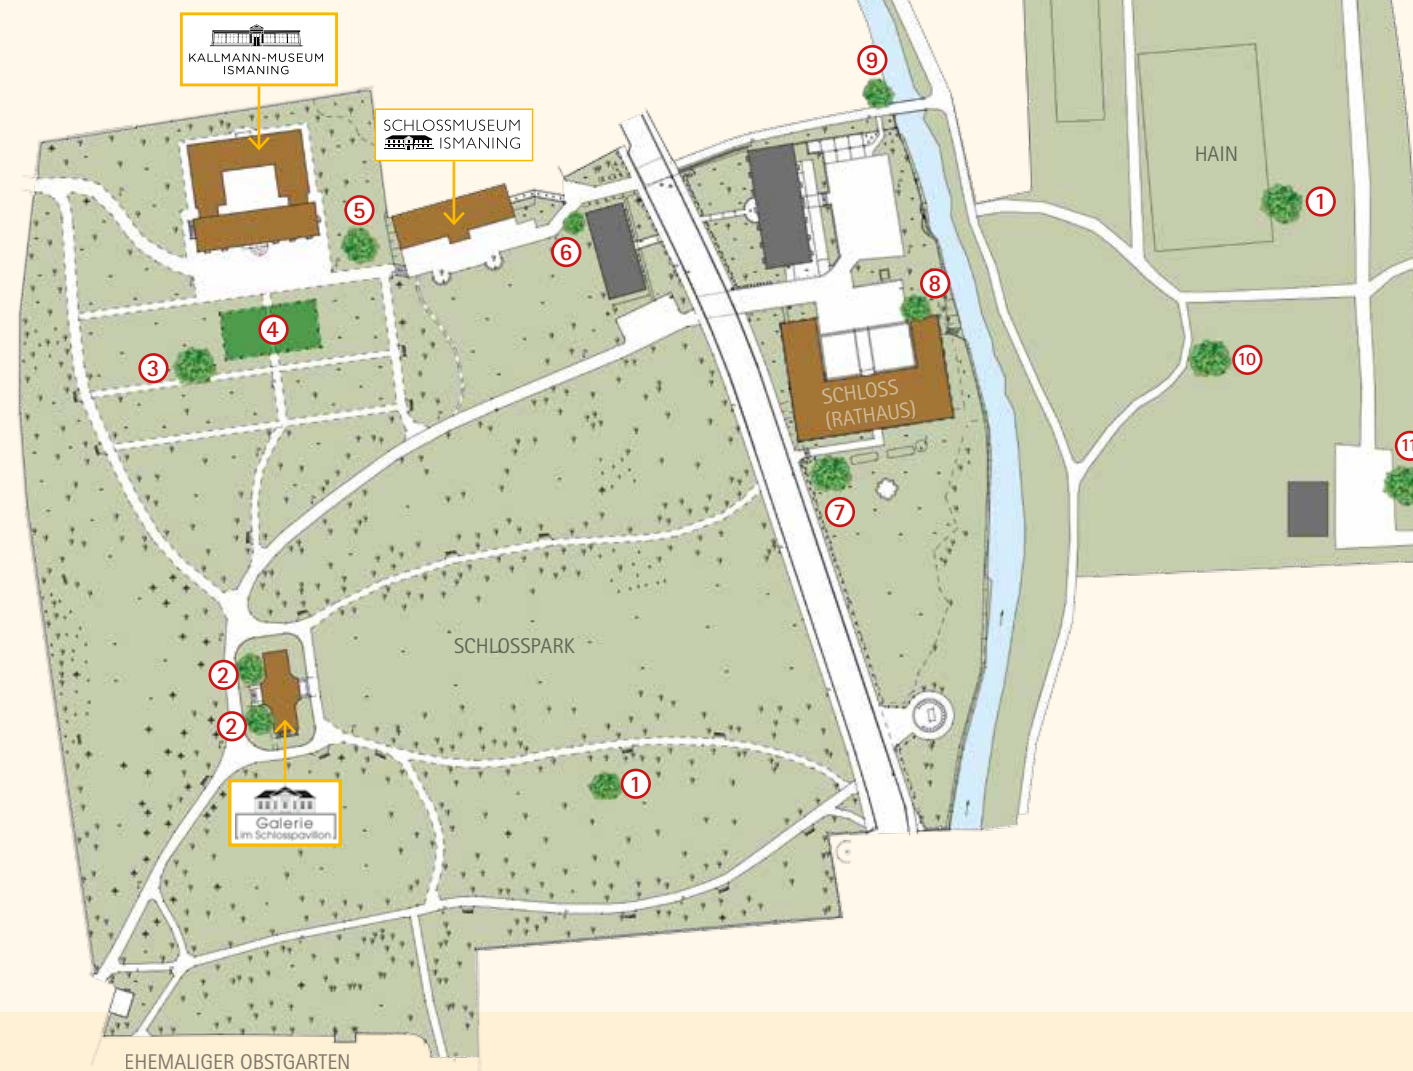 KALLMANN-MUSEUM
ISMANING
SCHLOSSMUSEUM
ISMANING
9
HAIN
1
5
6
8
4
3
10
SCHLOSS
(RATHAUS)
11
7
SCHLOSSPARK
2
2
1
Galerie
im Schlosspavillon
EHEMALIGER OBSTGARTEN